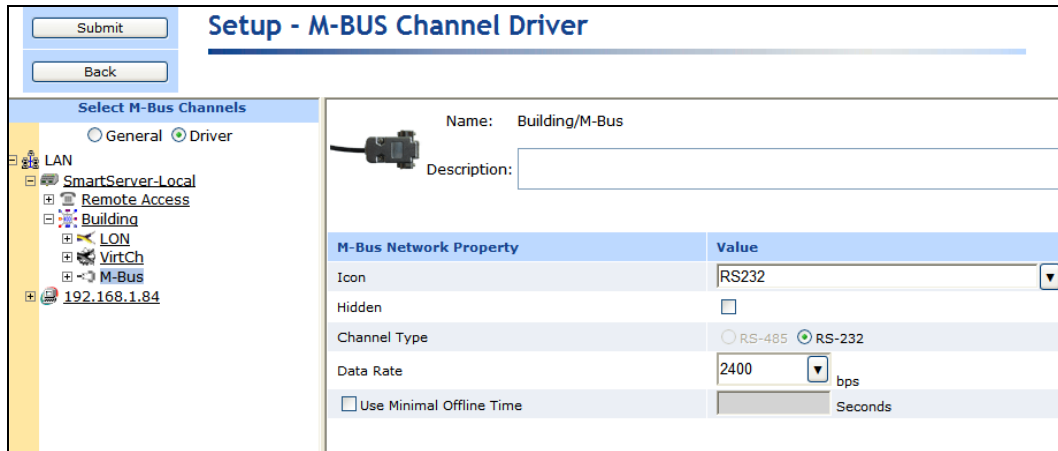 Submit
Setup - M-BUS Channel Driver
Back
Select M-Bus Channels
General Driver
LAN
SmartServer-Local
Remote Access
Building
LON
VirtCh
M-Bus
192.168.1.84
Name: Building/M-Bus
Description:
M-Bus Network Property Value
Icon RS232
Hidden
Channel Type RS-485 RS-232
Data Rate 2400 bps
Use Minimal Offline Time Seconds